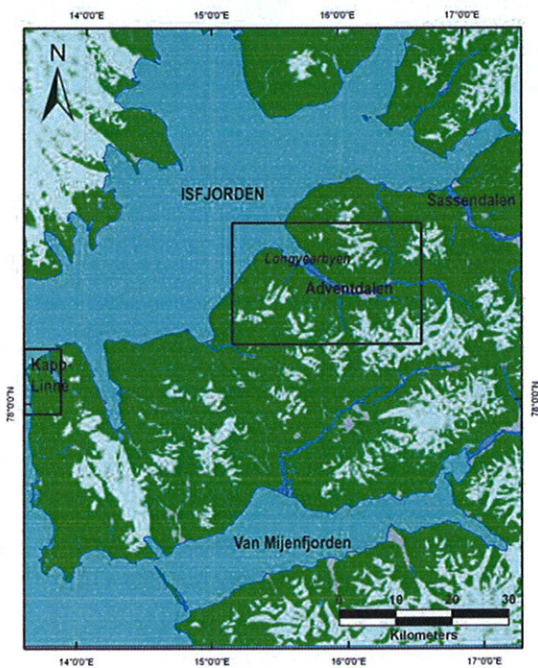 14°0'0"E 15°0'0"E 16°0'0"E 17°0'0"E
N
ISFJORDEN
Sassendalen
Longyearbyen
Adventdalen
Kapp
Linne
78°0'0"N
78°0'0"N
Van Mijenfjorden
0 10 20 30
Kilometers
14°0'0"E 15°0'0"E 16°0'0"E 17°0'0"E